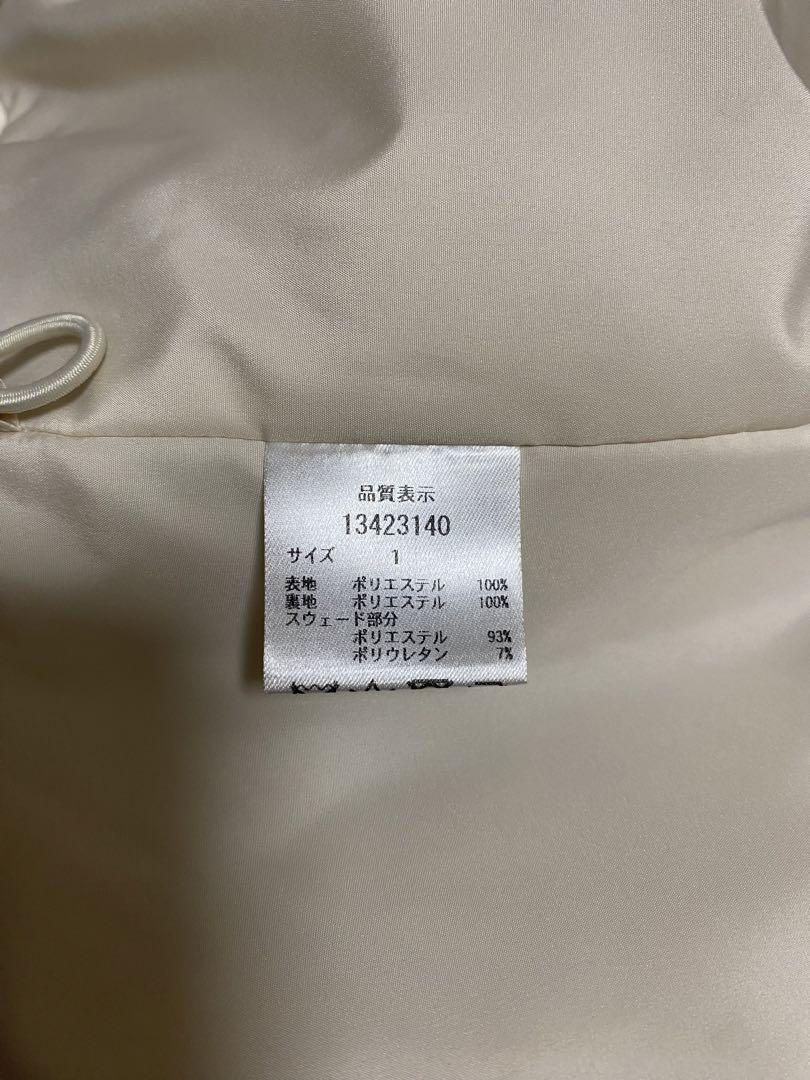 品質表示
13423140
サイズ 1
表地 ポリエステル 100%
裏地 ポリエステル 100%
スウェード部分
ポリエステル 93%
ポリウレタン 7%